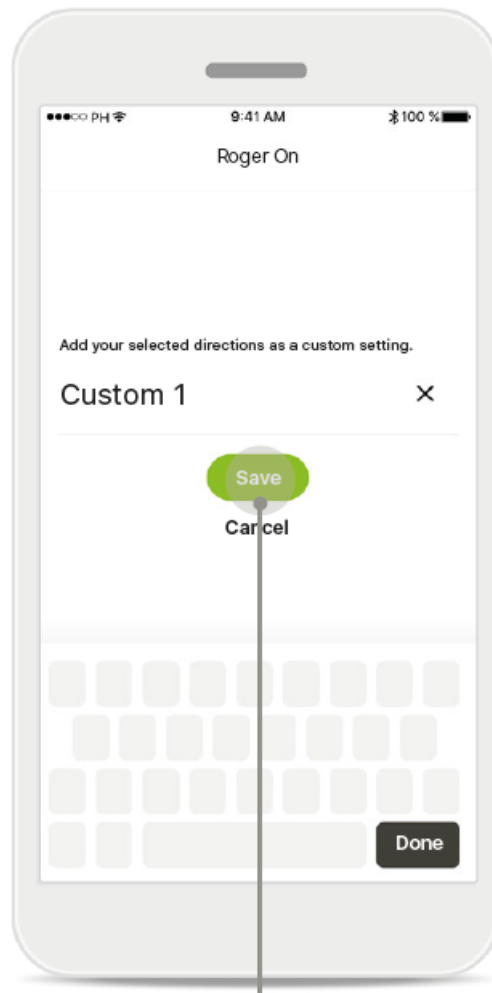 PH 9:41 AM 100 %
Roger On
Add your selected directions as a custom setting.
Custom 1
Save
Cancel
Done